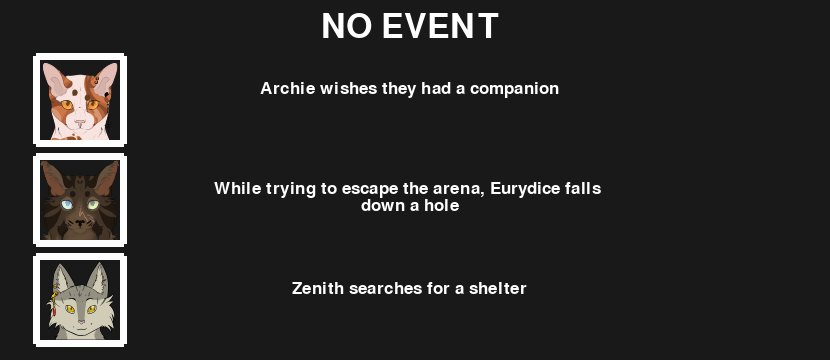 NO EVENT
Archie wishes they had a companion
While trying to escape the arena, Eurydice falls
down a hole
Zenith searches for a shelter